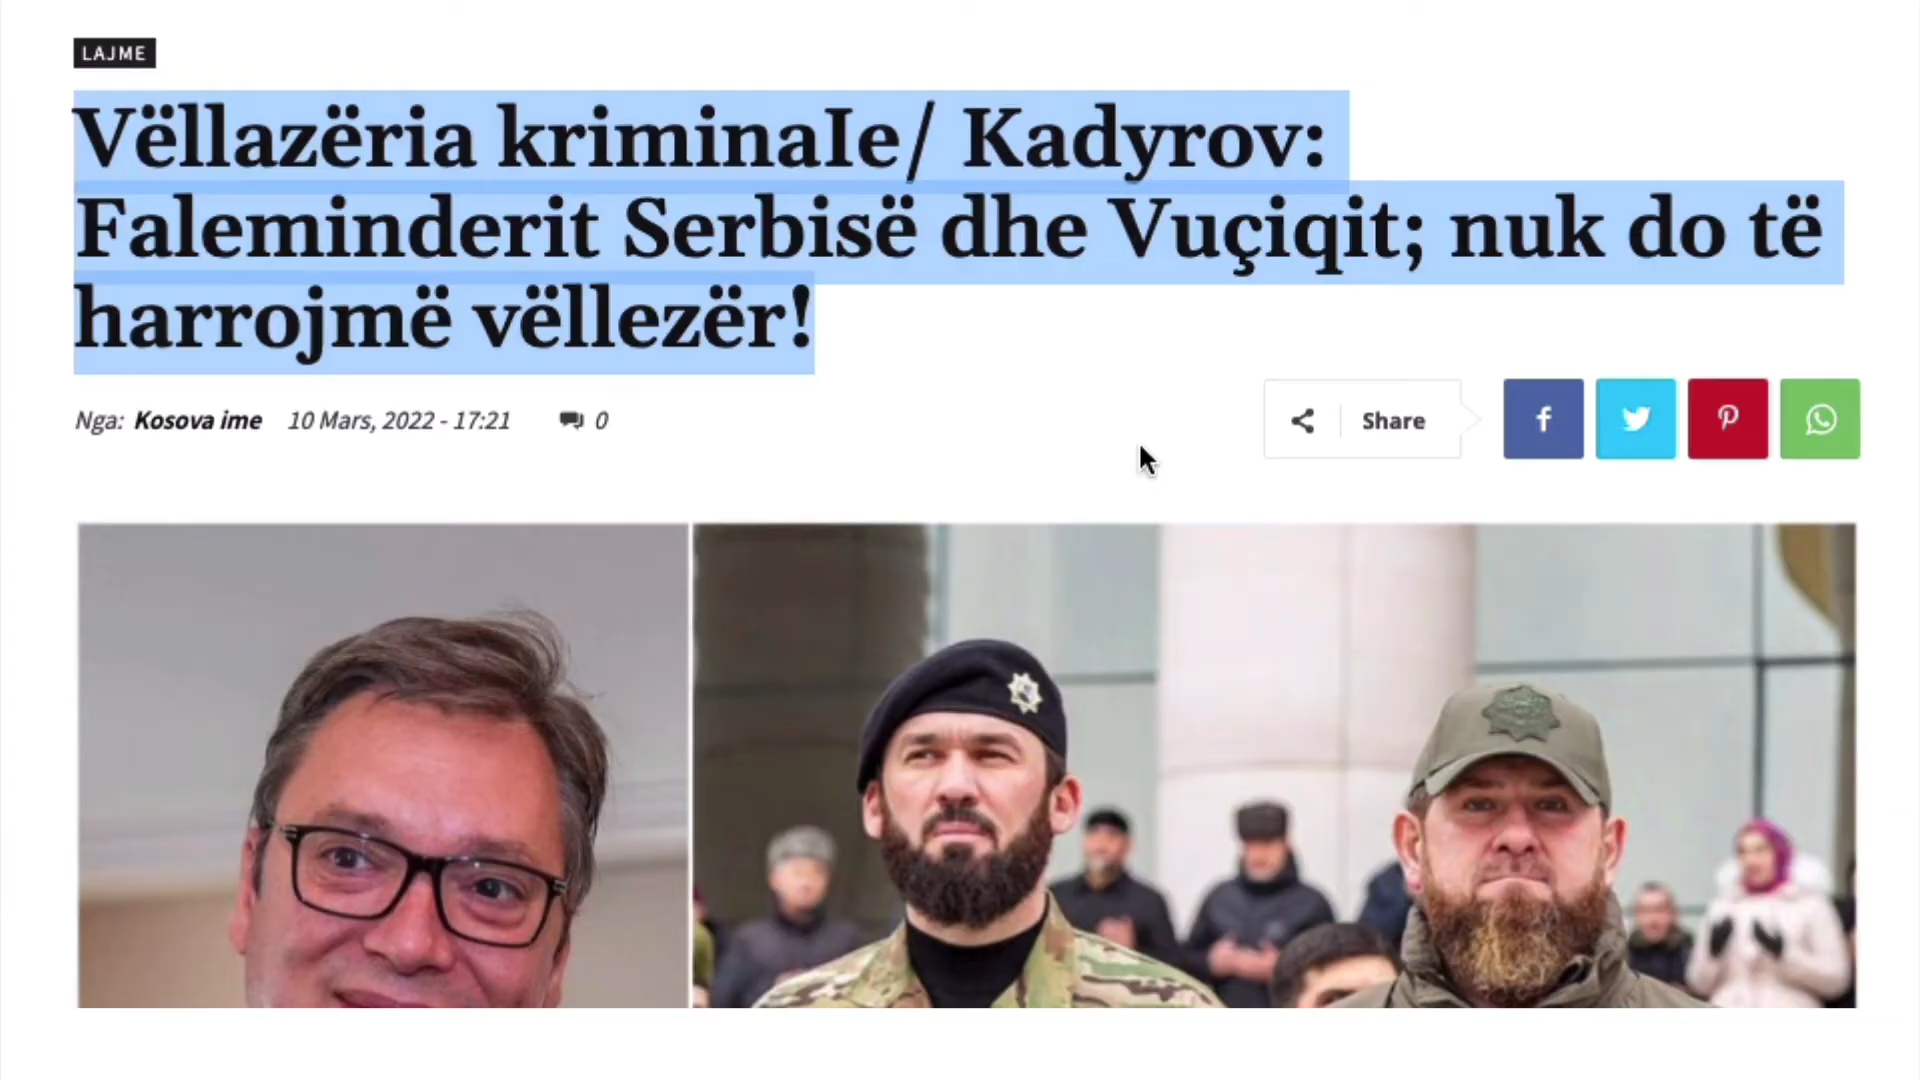 LAJME
Vëllazëria kriminaIe/ Kadyrov:
Faleminderit Serbisë dhe Vuçiqit; nuk do të
harrojmë vëllezër!
Nga: Kosova ime 10 Mars, 2022 - 17:21 0
Share